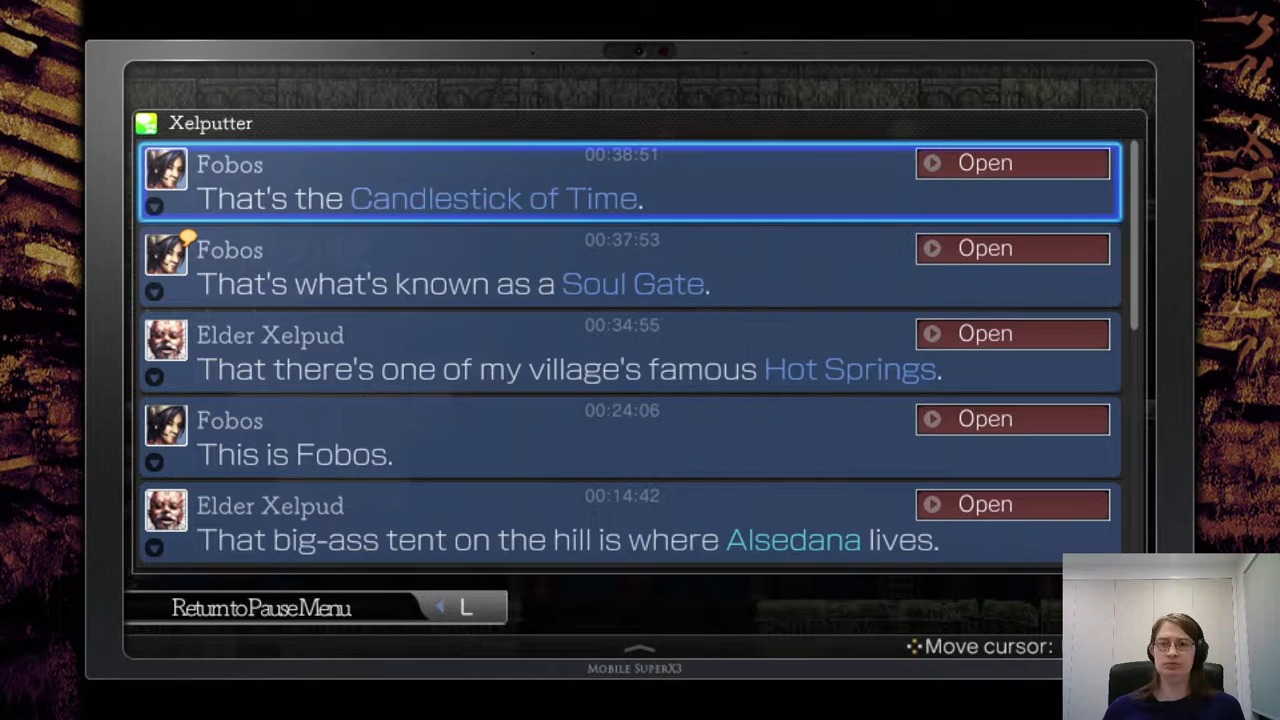 Xelputter
Fobos
00:38:51
Open
That's the Candlestick of Time.
Fobos
00:37:53
Open
That's what's known as a Soul Gate.
Elder Xelpud
00:34:55
Open
That there's one of my village's famous Hot Springs.
Fobos
00:24:06
Open
This is Fobos.
Elder Xelpud
00:14:42
Open
That big-ass tent on the hill is where Alsedana lives.
Return to Pause Menu
L
Move cursor:
MOBILE SUPERX3